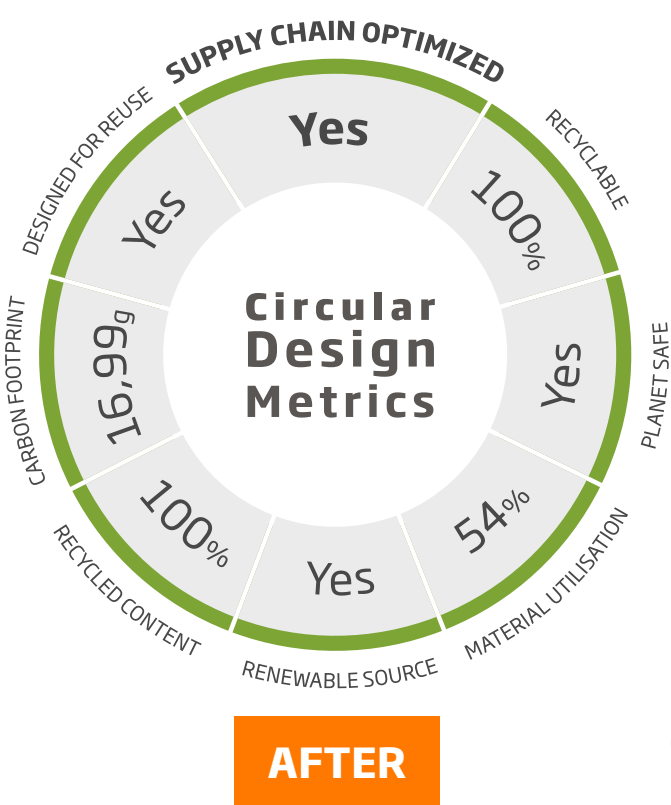 SUPPLY CHAIN OPTIMIZED
Yes
RECYCLABLE
100%
PLANET SAFE
Yes
MATERIAL UTILISATION
54%
RENEWABLE SOURCE
Yes
RECYCLED CONTENT
100%
CARBON FOOTPRINT
16,99g
DESIGNED FOR REUSE
Yes
Circular
Design
Metrics
AFTER